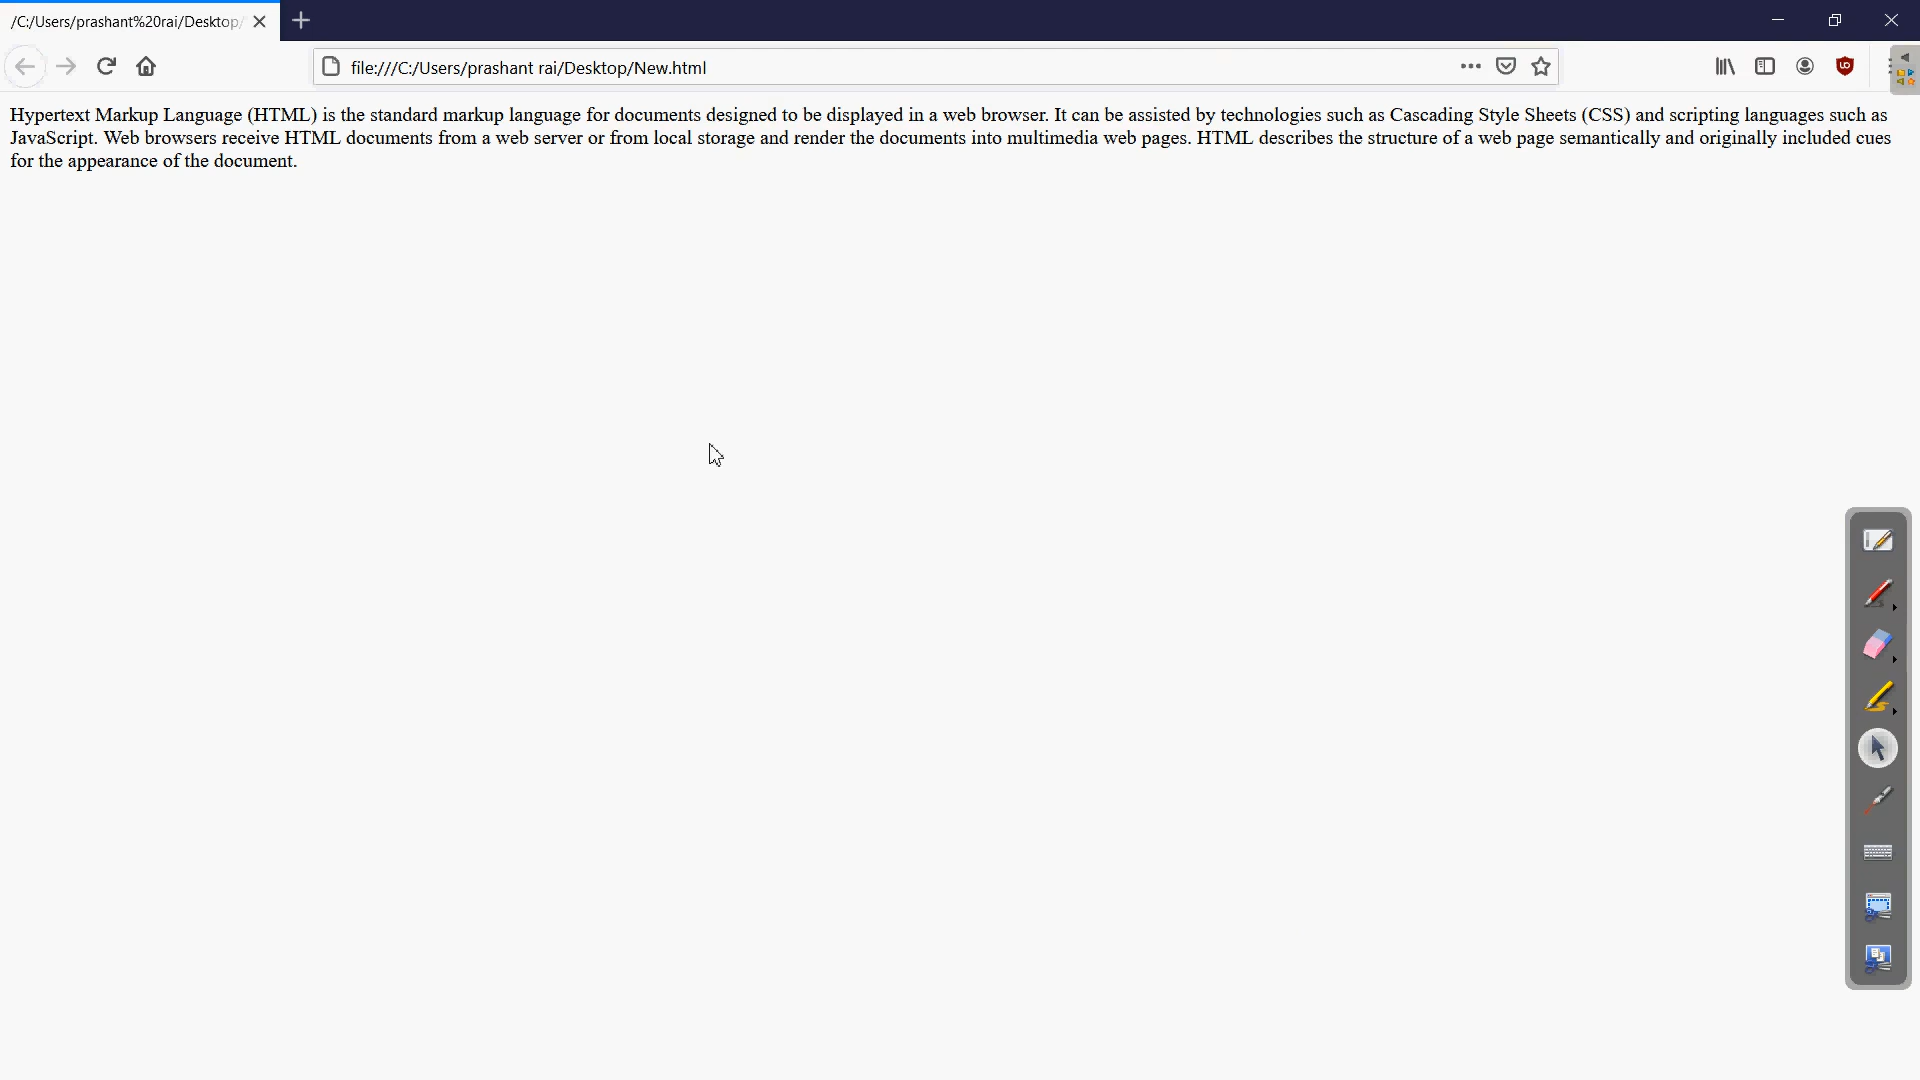 /C:/Users/prashant%20rai/Desktop/
file:///C:/Users/prashant rai/Desktop/New.html
Hypertext Markup Language (HTML) is the standard markup language for documents designed to be displayed in a web browser. It can be assisted by technologies such as Cascading Style Sheets (CSS) and scripting languages such as
JavaScript. Web browsers receive HTML documents from a web server or from local storage and render the documents into multimedia web pages. HTML describes the structure of a web page semantically and originally included cues
for the appearance of the document.